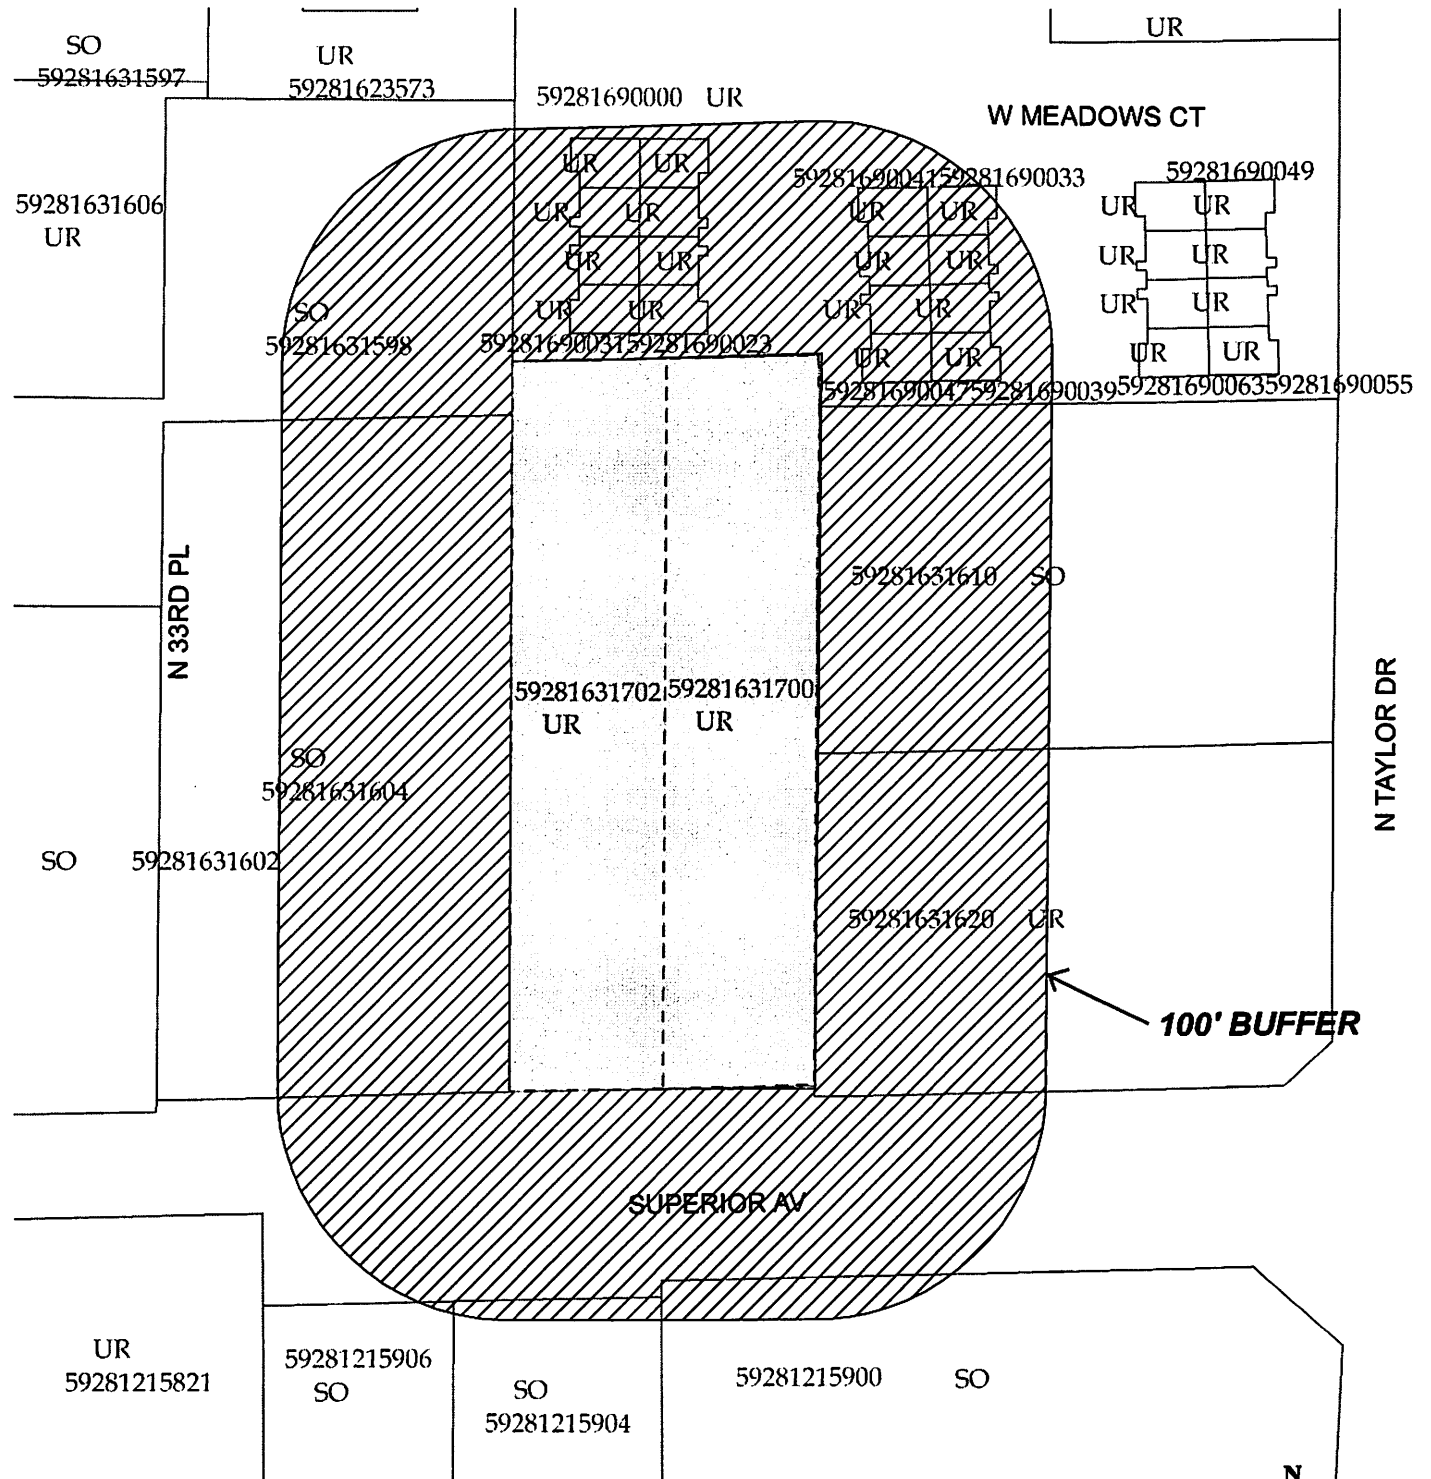 SO
59281631597
UR
59281623573
59281690000 UR
UR
W MEADOWS CT
59281631606
UR
UR UR
UR UR
UR UR
UR UR
59281690031 59281690023
59281690041 59281690033
UR UR
UR UR
UR UR
UR UR
59281690047 59281690039
59281690049
UR UR
UR UR
UR UR
UR UR
59281690063 59281690055
SO
59281631598
N 33RD PL
59281631610 SO
59281631702 59281631700
UR UR
N TAYLOR DR
SO
59281631604
SO 59281631602
59281631620 UR
100' BUFFER
SUPERIOR AV
UR
59281215821
59281215906
SO
SO
59281215904
59281215900 SO
N